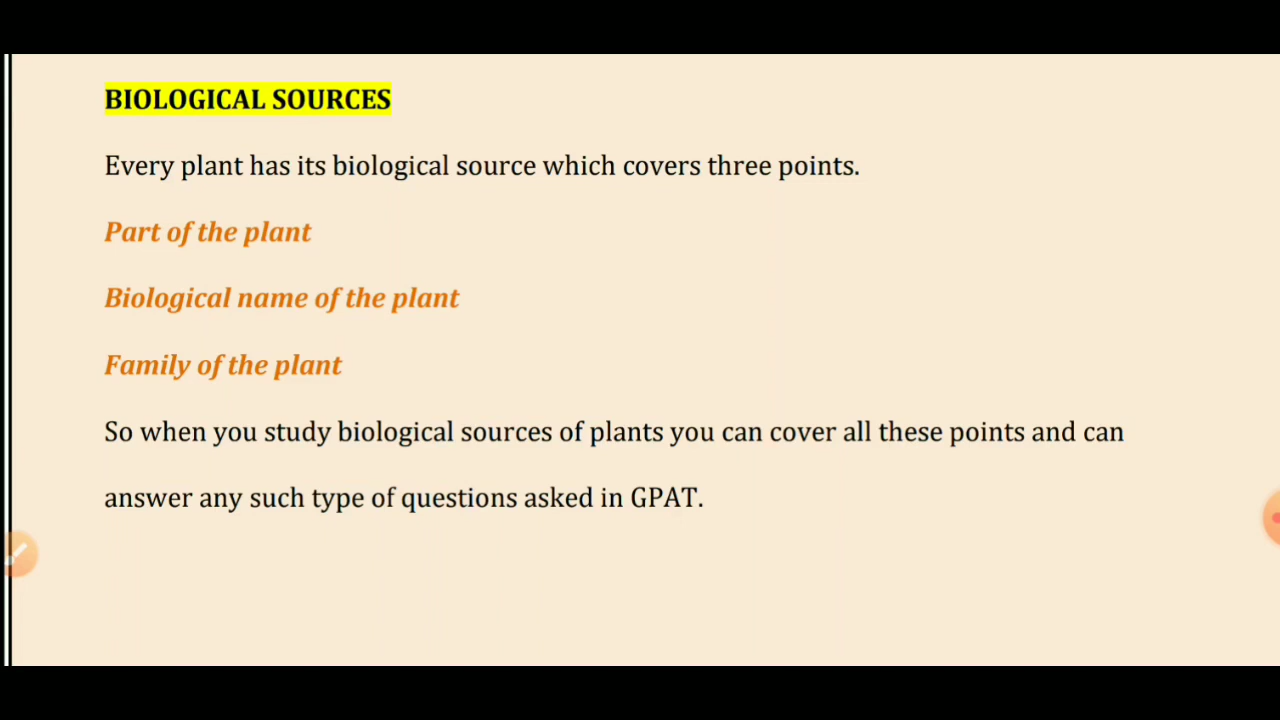 BIOLOGICAL SOURCES
Every plant has its biological source which covers three points.
Part of the plant
Biological name of the plant
Family of the plant
So when you study biological sources of plants you can cover all these points and can
answer any such type of questions asked in GPAT.